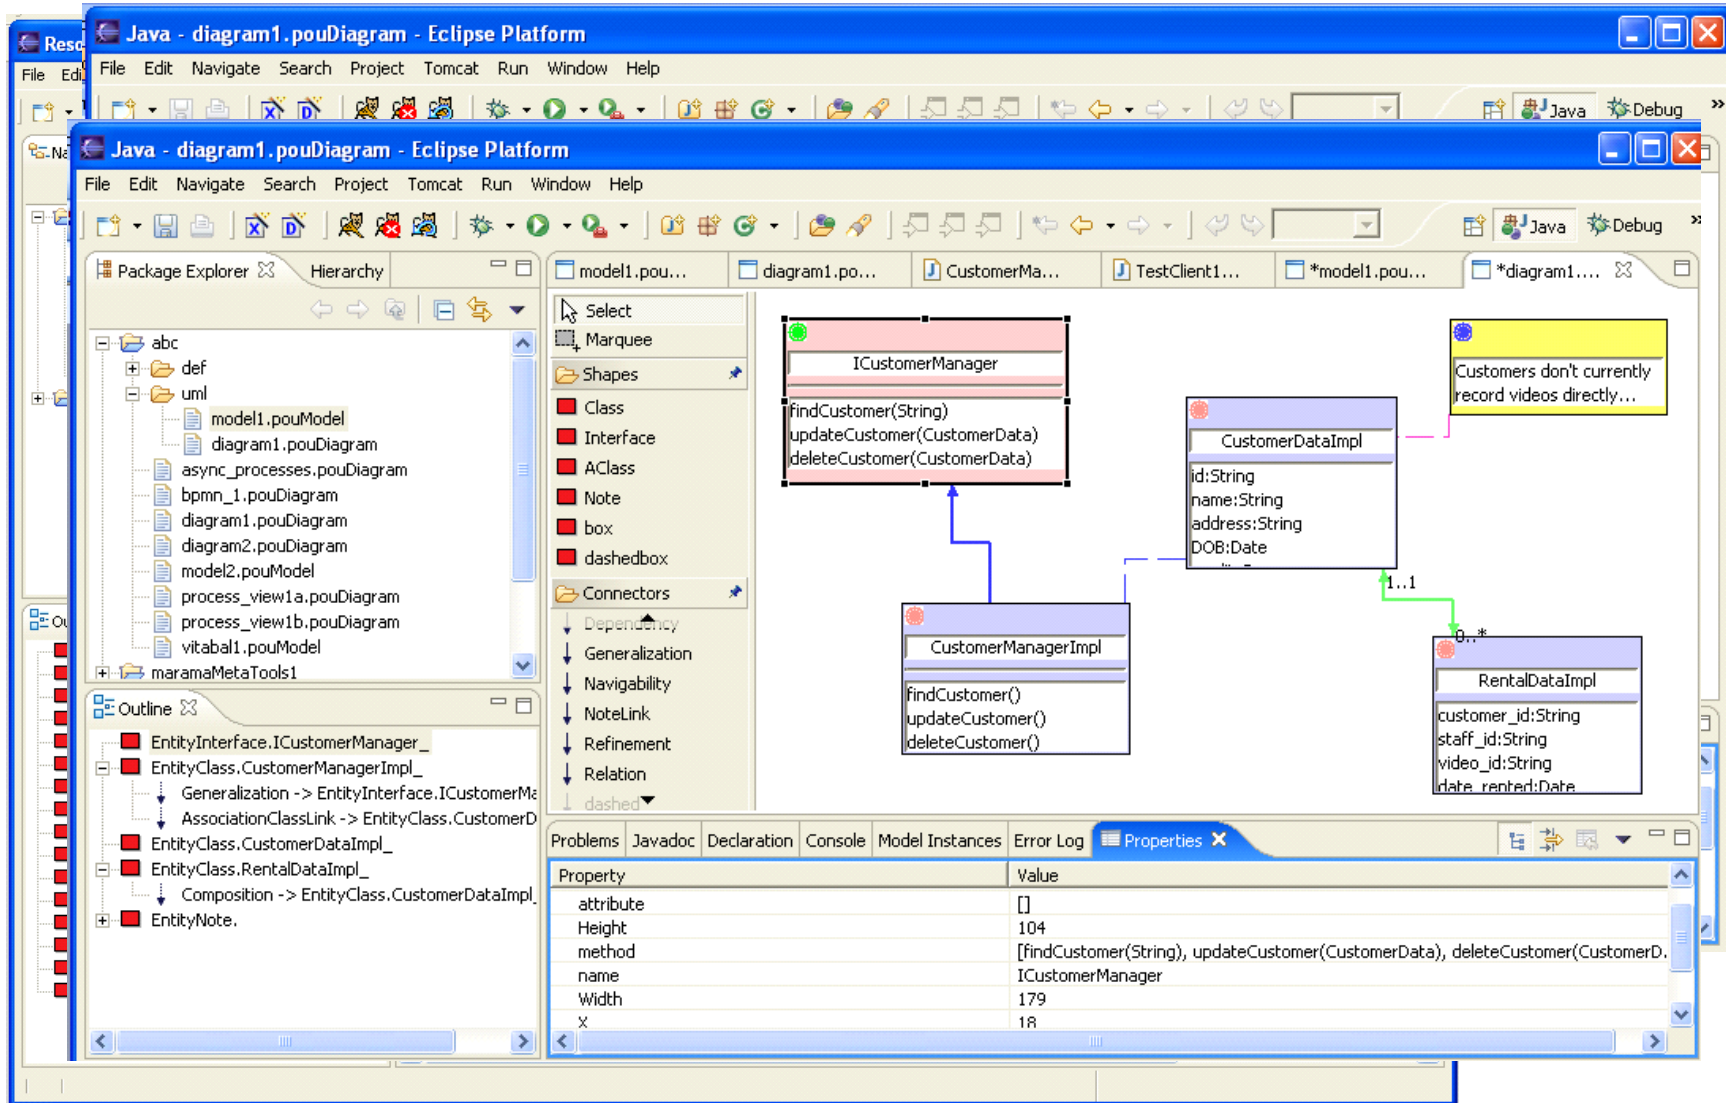 Java - diagram1.pouDiagram - Eclipse Platform
File Edit Navigate Search Project Tomcat Run Window Help
Java Debug »
File
Java - diagram1.pouDiagram - Eclipse Platform
File Edit Navigate Search Project Tomcat Run Window Help
Java Debug »
Package Explorer Hierarchy
abc
def
uml
model1.pouModel
diagram1.pouDiagram
async_processes.pouDiagram
bpmn_1.pouDiagram
diagram1.pouDiagram
diagram2.pouDiagram
model2.pouModel
process_view1a.pouDiagram
process_view1b.pouDiagram
vitabal1.pouModel
maramaMetaTools1
Outline
EntityInterface.ICustomerManager_
EntityClass.CustomerManagerImpl_
Generalization -> EntityInterface.ICustomerMa
AssociationClassLink -> EntityClass.CustomerD
EntityClass.CustomerDataImpl_
EntityClass.RentalDataImpl_
Composition -> EntityClass.CustomerDataImpl_
EntityNote.
model1.pou... diagram1.po... CustomerMa... TestClient1... *model1.pou... *diagram1....
Select
Marquee
Shapes
Class
Interface
AClass
Note
box
dashedbox
Connectors
Dependency
Generalization
Navigability
NoteLink
Refinement
Relation
dashed
ICustomerManager
findCustomer(String)
updateCustomer(CustomerData)
deleteCustomer(CustomerData)
Customers don't currently
record videos directly...
CustomerDataImpl
id:String
name:String
address:String
DOB:Date
1..1
0..*
CustomerManagerImpl
findCustomer()
updateCustomer()
deleteCustomer()
RentalDataImpl
customer_id:String
staff_id:String
video_id:String
date_rented:Date
Problems Javadoc Declaration Console Model Instances Error Log Properties
Property Value
attribute []
Height 104
method [findCustomer(String), updateCustomer(CustomerData), deleteCustomer(CustomerD...
name ICustomerManager
Width 179
X 18